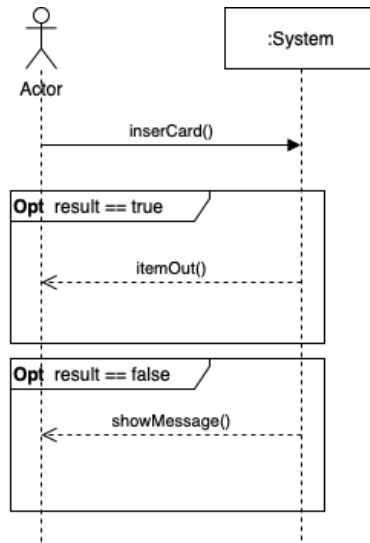 :System
Actor
inserCard()
Opt result == true
itemOut()
Opt result == false
showMessage()